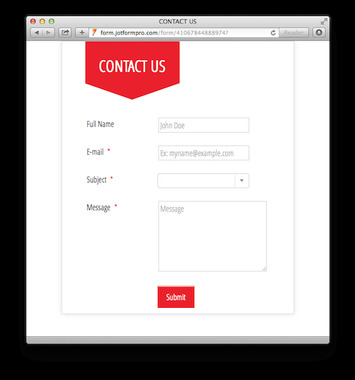 CONTACT US
form.jotformpro.com/form/41067844888974?
Reader
CONTACT US
Full Name
John Doe
E-mail *
Ex: myname@example.com
Subject *
Message *
Message
Submit